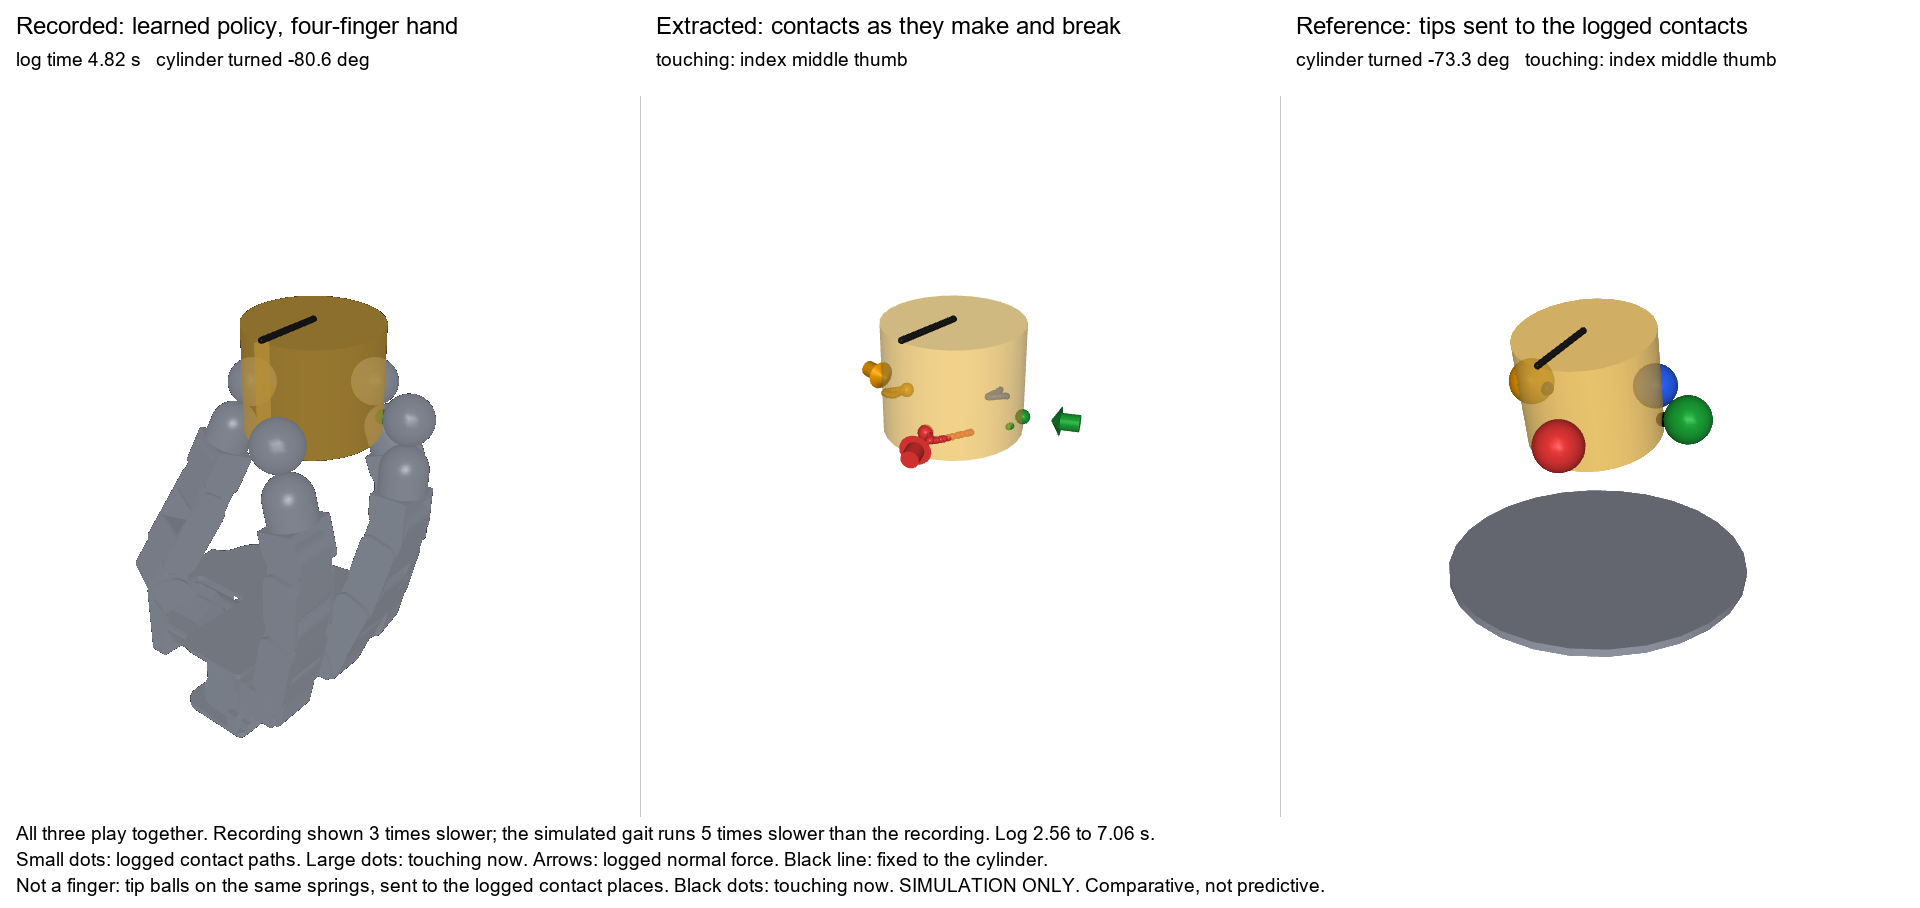 Recorded: learned policy, four-finger hand
log time 4.82 s   cylinder turned -80.6 deg
Extracted: contacts as they make and break
touching: index middle thumb
Reference: tips sent to the logged contacts
cylinder turned -73.3 deg   touching: index middle thumb
All three play together. Recording shown 3 times slower; the simulated gait runs 5 times slower than the recording. Log 2.56 to 7.06 s.
Small dots: logged contact paths. Large dots: touching now. Arrows: logged normal force. Black line: fixed to the cylinder.
Not a finger: tip balls on the same springs, sent to the logged contact places. Black dots: touching now. SIMULATION ONLY. Comparative, not predictive.